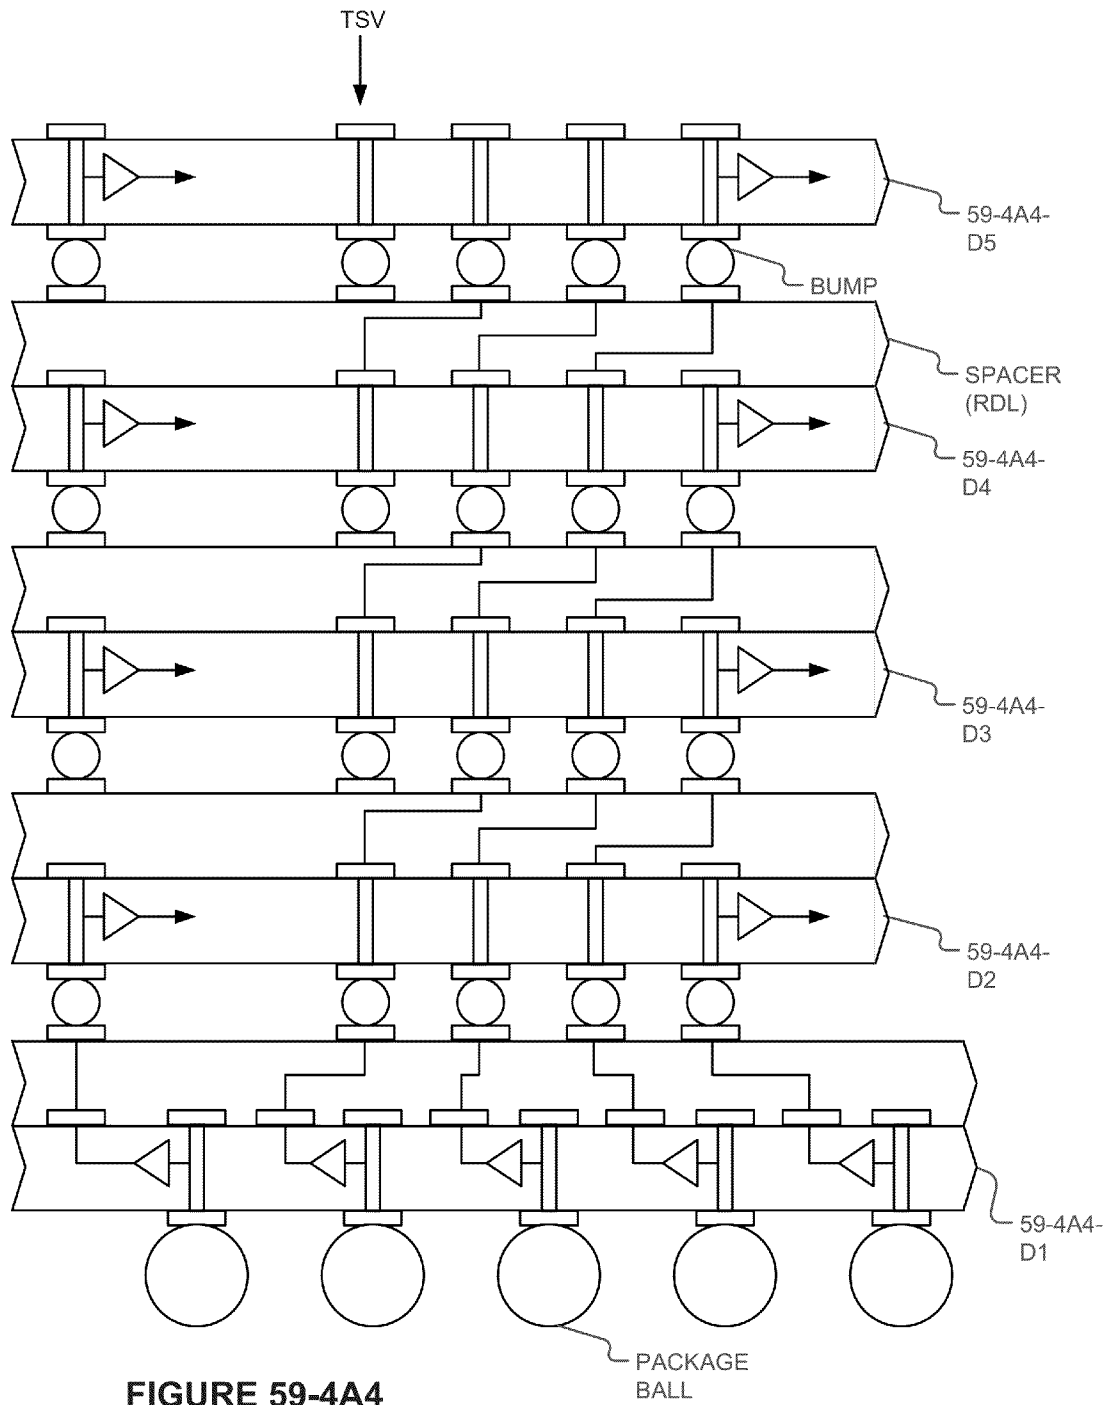 TSV
59-4A4-
D5
BUMP
SPACER
(RDL)
59-4A4-
D4
59-4A4-
D3
59-4A4-
D2
59-4A4-
D1
PACKAGE
BALL
FIGURE 59-4A4